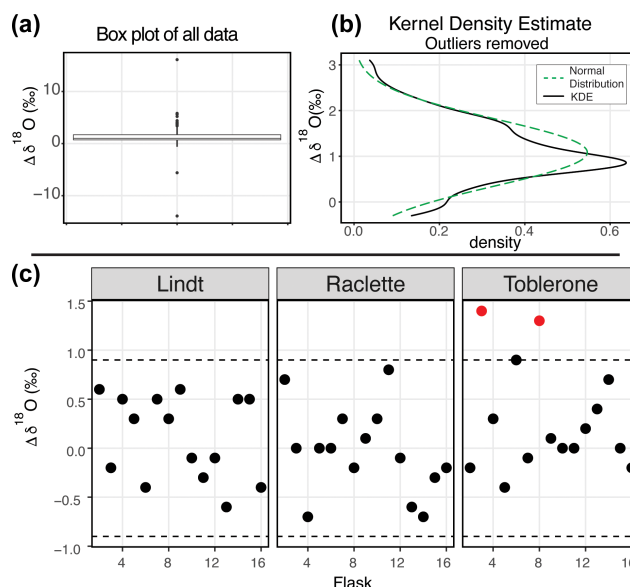 (a)
Box plot of all data
Δ δ 18 O (‰)
10
0
−10
(b)
Kernel Density Estimate
Outliers removed
Δ δ 18 O(‰)
3
2
1
0
Normal
Distribution
KDE
0.0 0.2 0.4 0.6
density
(c)
Lindt Raclette Toblerone
Δ δ 18 O (‰)
1.5
1.0
0.5
0.0
−0.5
−1.0
4 8 12 16 4 8 12 16 4 8 12 16
Flask